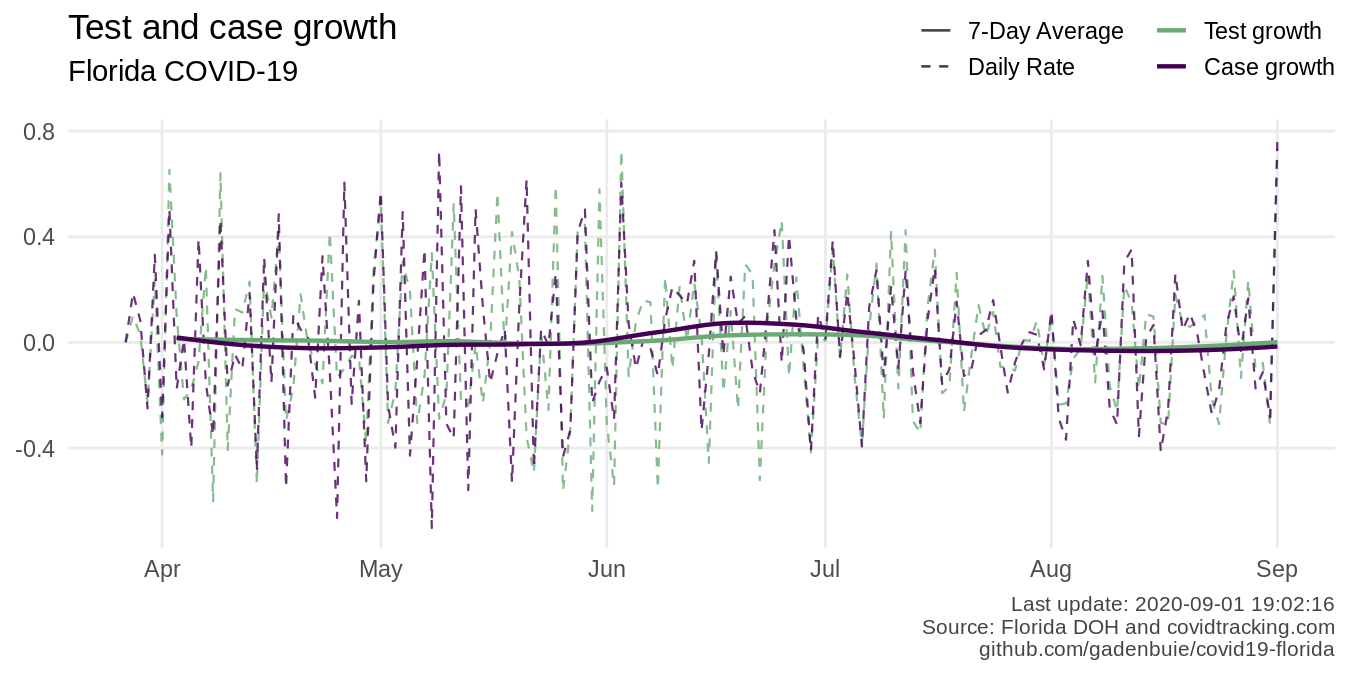 Test and case growth
Florida COVID-19
7-Day Average
Test growth
Daily Rate
Case growth
0.8
0.4
0.0
-0.4
Apr
May
Jun
Jul
Aug
Sep
Last update: 2020-09-01 19:02:16
Source: Florida DOH and covidtracking.com
github.com/gadenbuie/covid19-florida